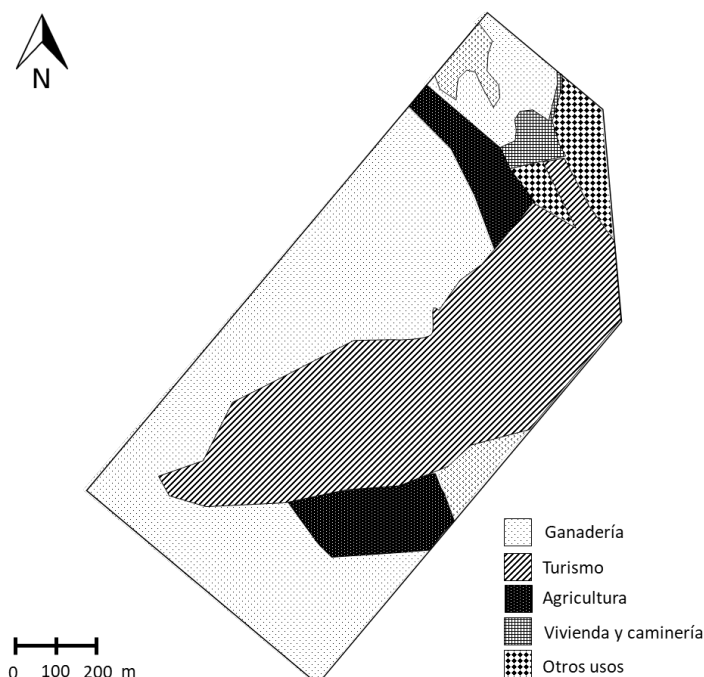 N
Ganadería
Turismo
Agricultura
Vivienda y caminería
Otros usos
0 100 200 m